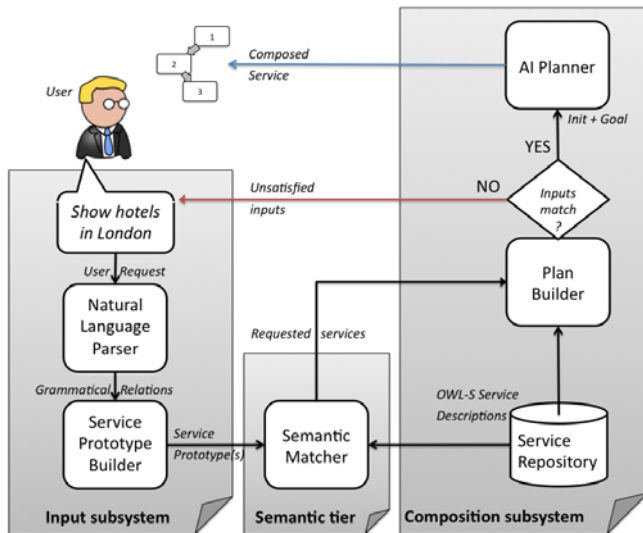 1
2
3
User
Composed
Service
AI Planner
Init + Goal
YES
NO
Inputs
match
?
Unsatisfied
inputs
Show hotels
in London
User Request
Natural
Language
Parser
Plan
Builder
Requested services
Grammatical Relations
Service
Prototype
Builder
Service
Prototype(s)
Semantic
Matcher
OWL-S Service
Descriptions
Service
Repository
Input subsystem
Semantic tier
Composition subsystem